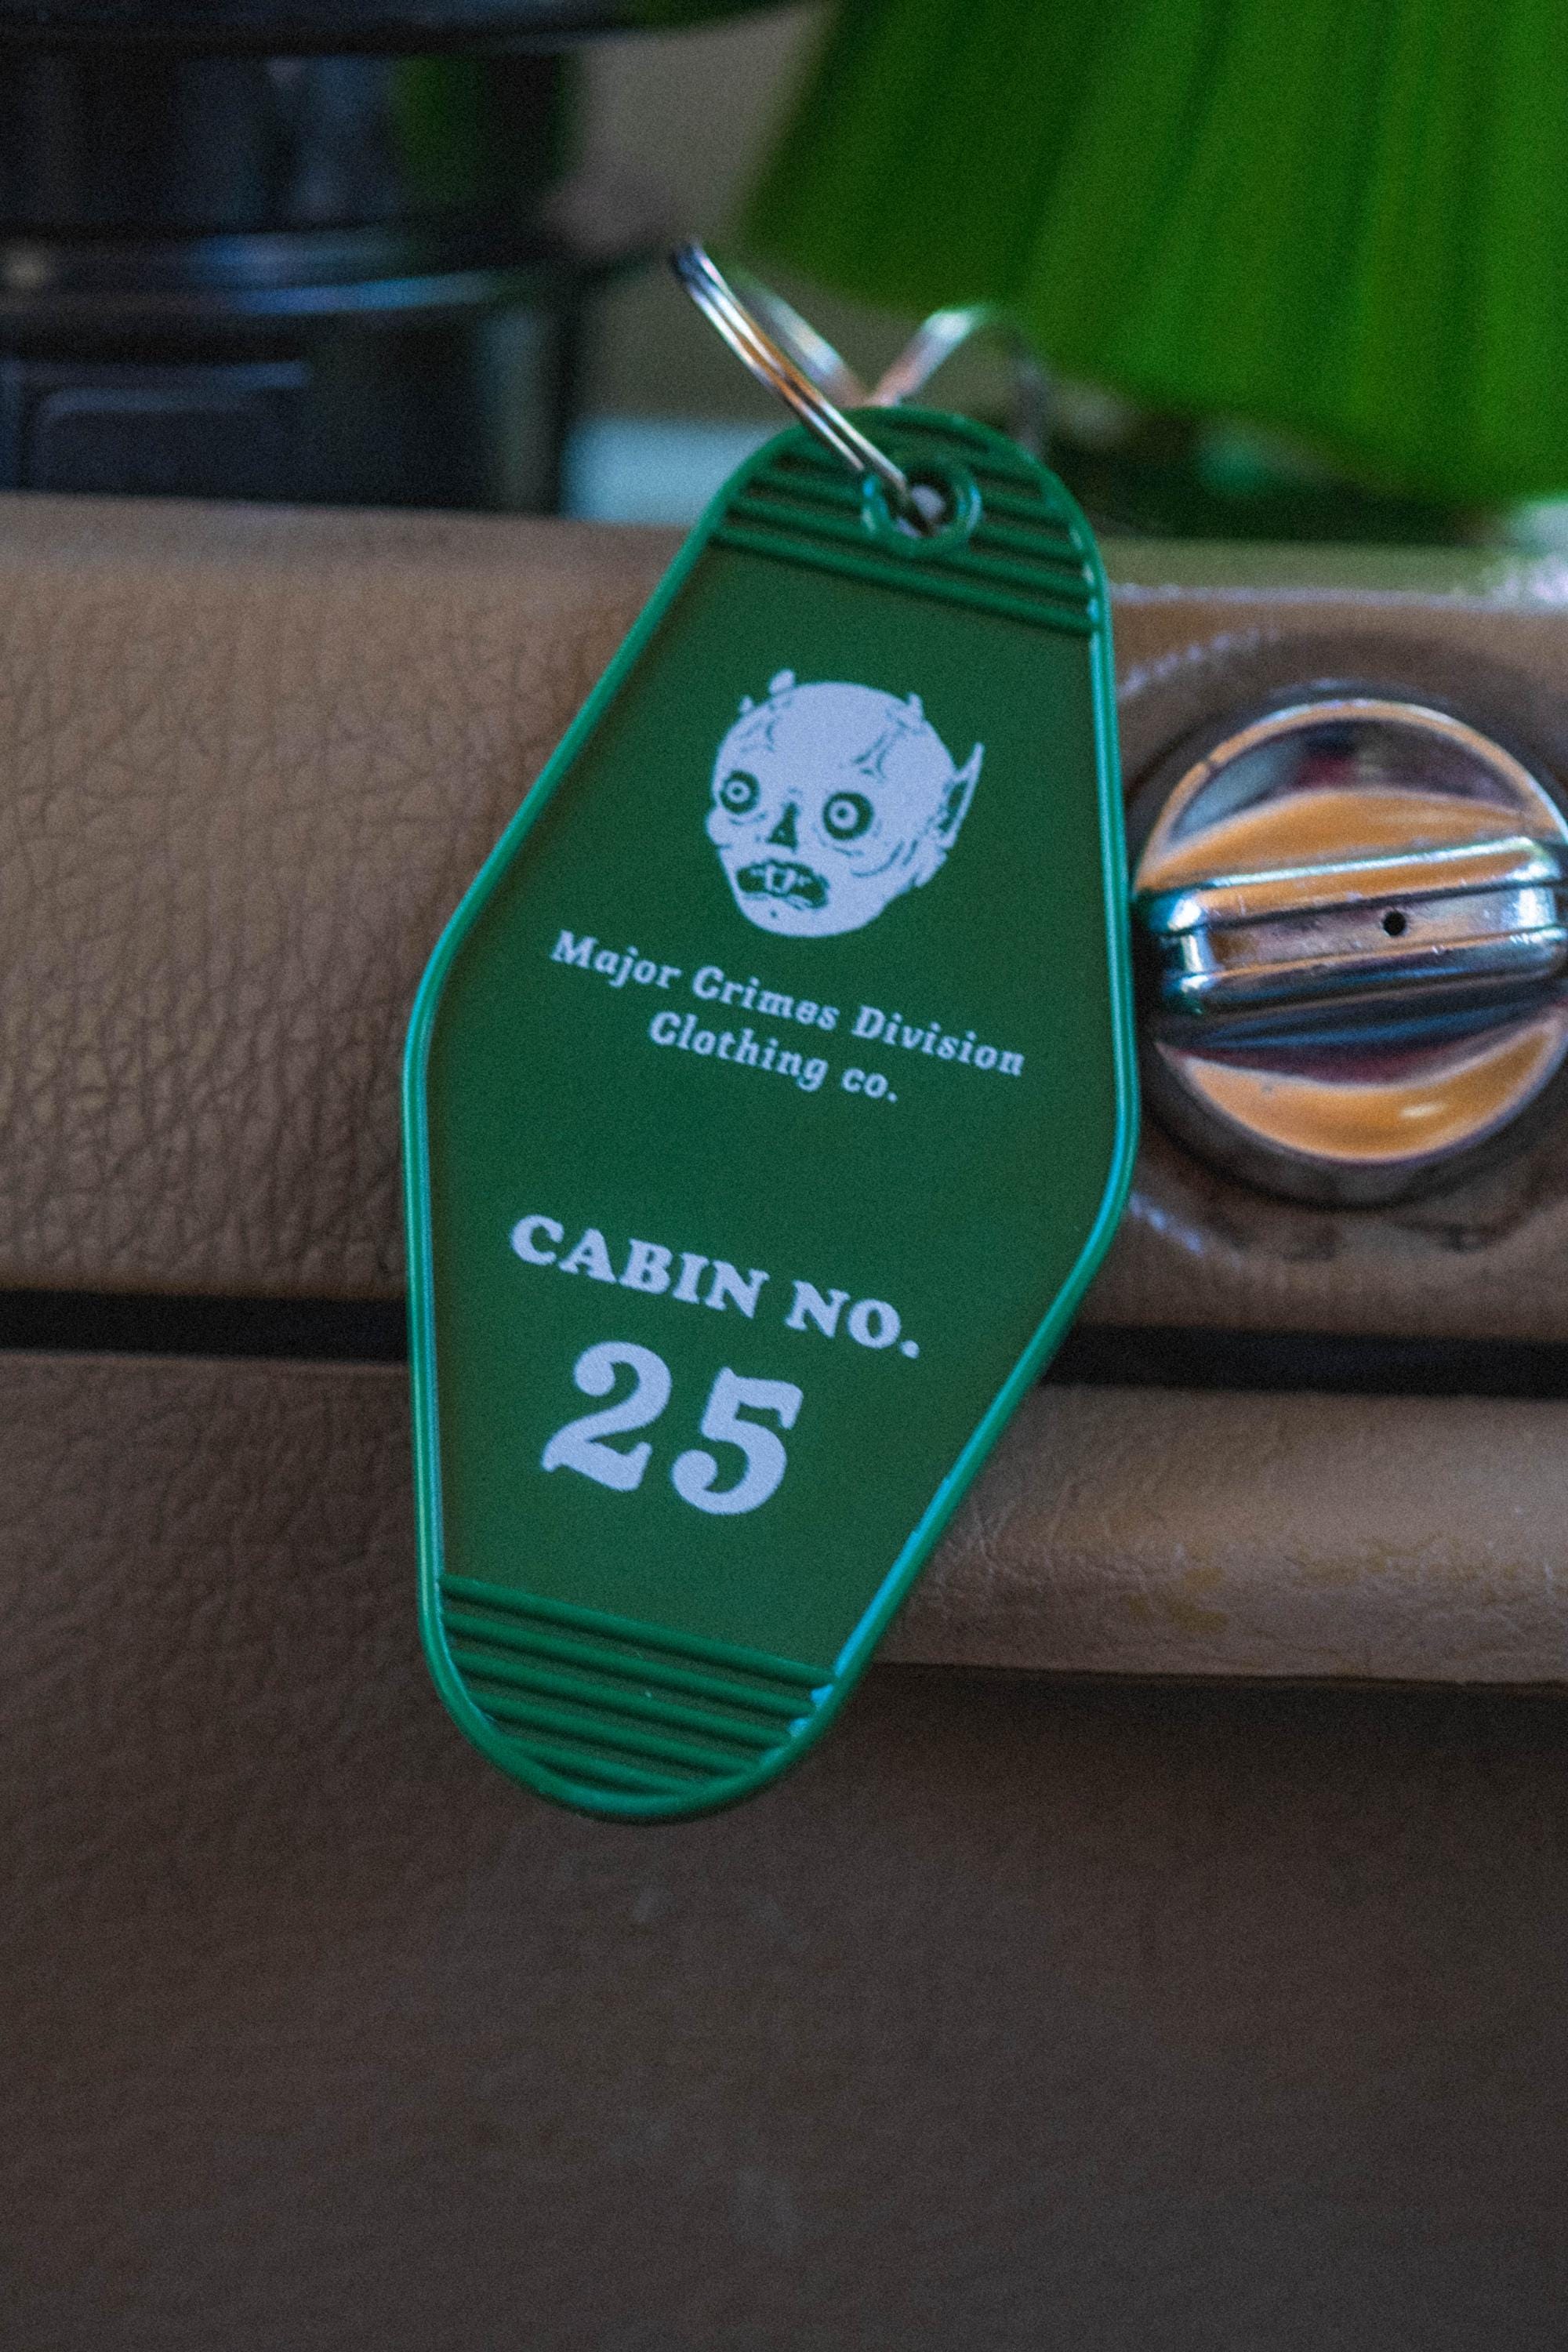 Major Crimes Division
Clothing co.
CABIN NO.
25